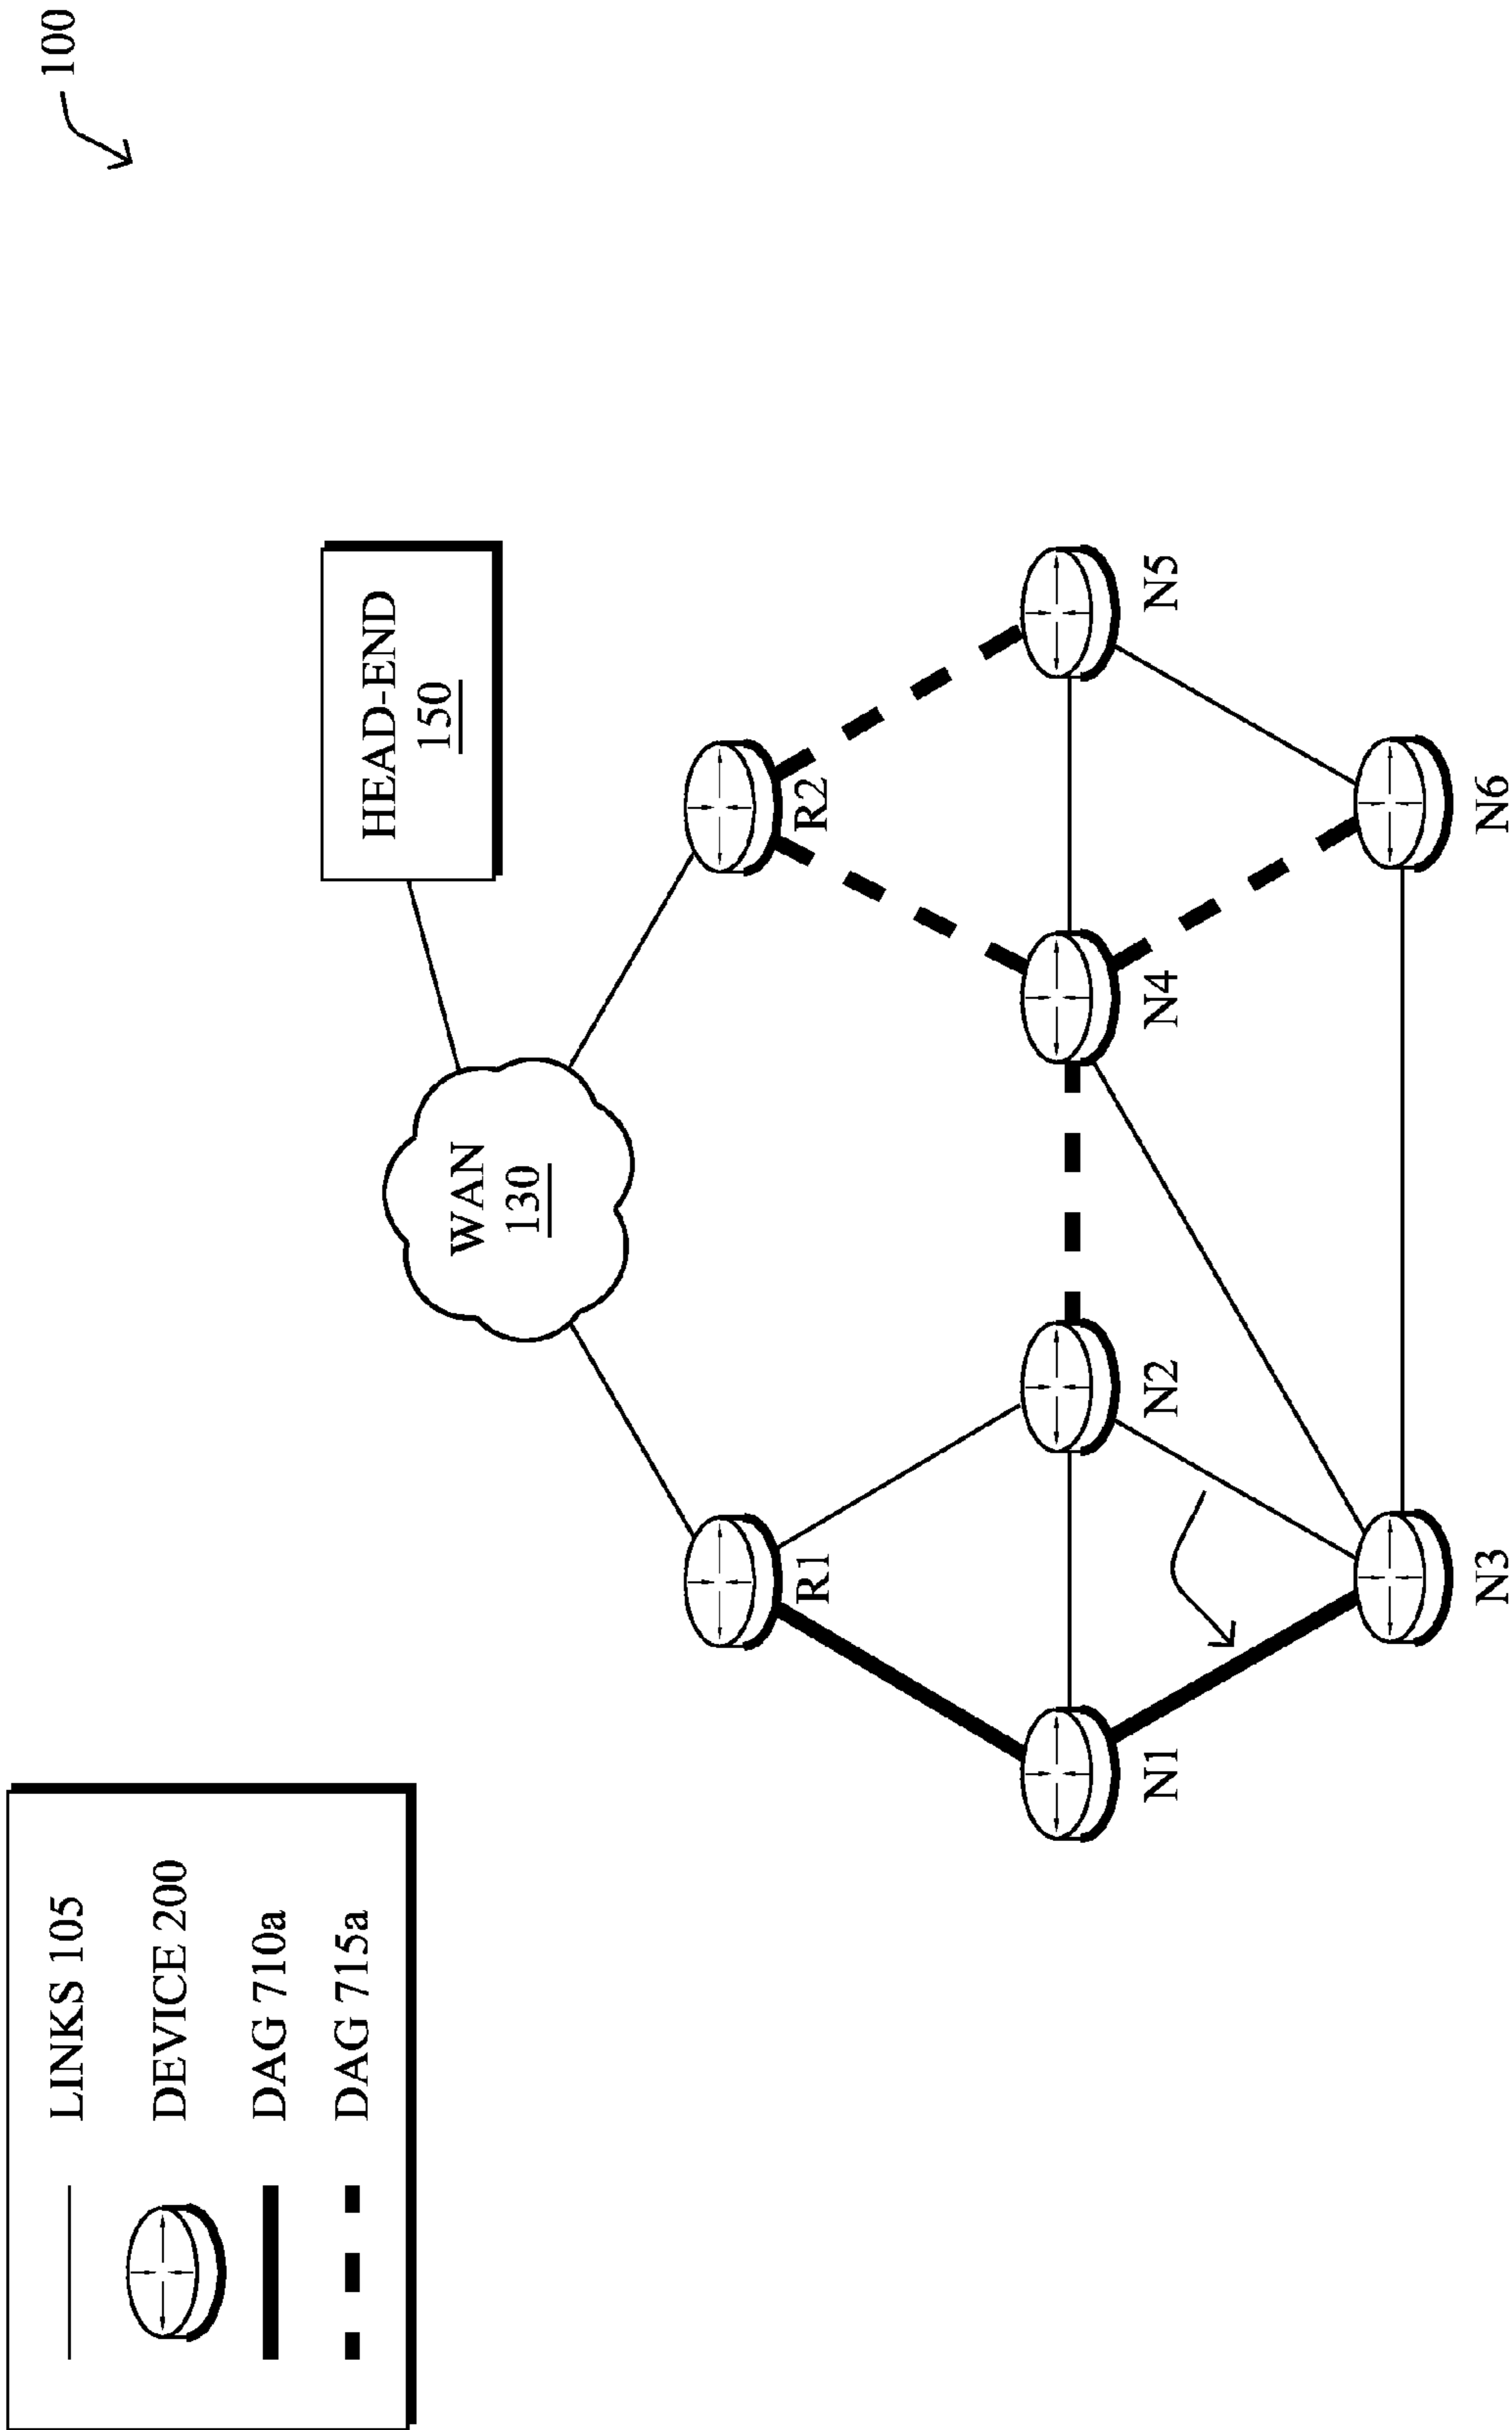 100
LINKS 105
DEVICE 200
DAG 710a
DAG 715a
HEAD-END
150
WAN
130
R1
R2
N1
N2
N4
N5
N3
N6